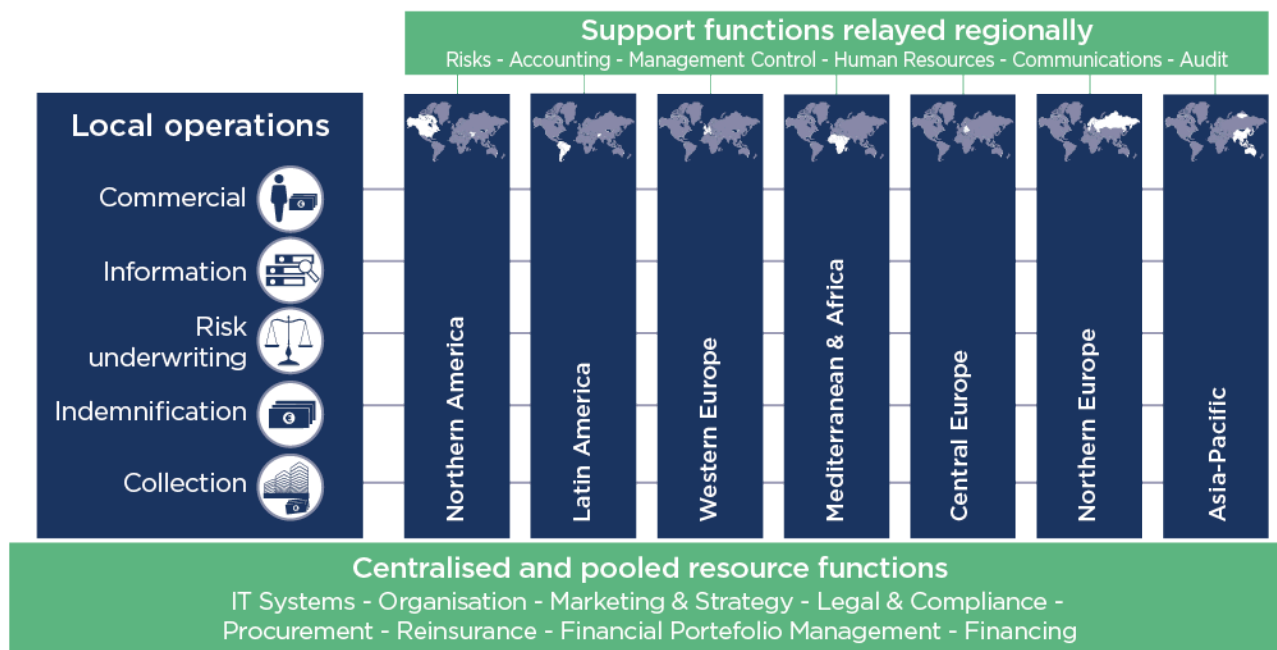 Support functions relayed regionally
Risks - Accounting - Management Control - Human Resources - Communications - Audit
Local operations
Commercial
Information
Risk
underwriting
Indemnification
Collection
Northern America
Latin America
Western Europe
Mediterranean & Africa
Central Europe
Northern Europe
Asia-Pacific
Centralised and pooled resource functions
IT Systems - Organisation - Marketing & Strategy - Legal & Compliance -
Procurement - Reinsurance - Financial Portefolio Management - Financing